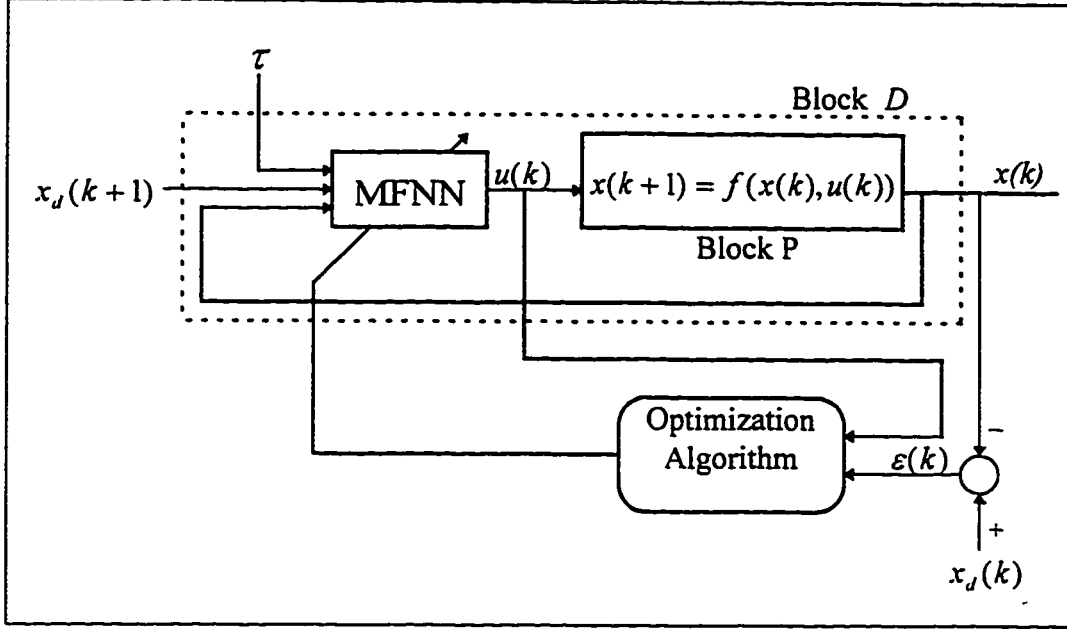 τ
Block D
x_d(k+1)
MFNN
u(k)
x(k+1) = f(x(k),u(k))
x(k)
Block P
Optimization
Algorithm
ε(k)
−
+
x_d(k)